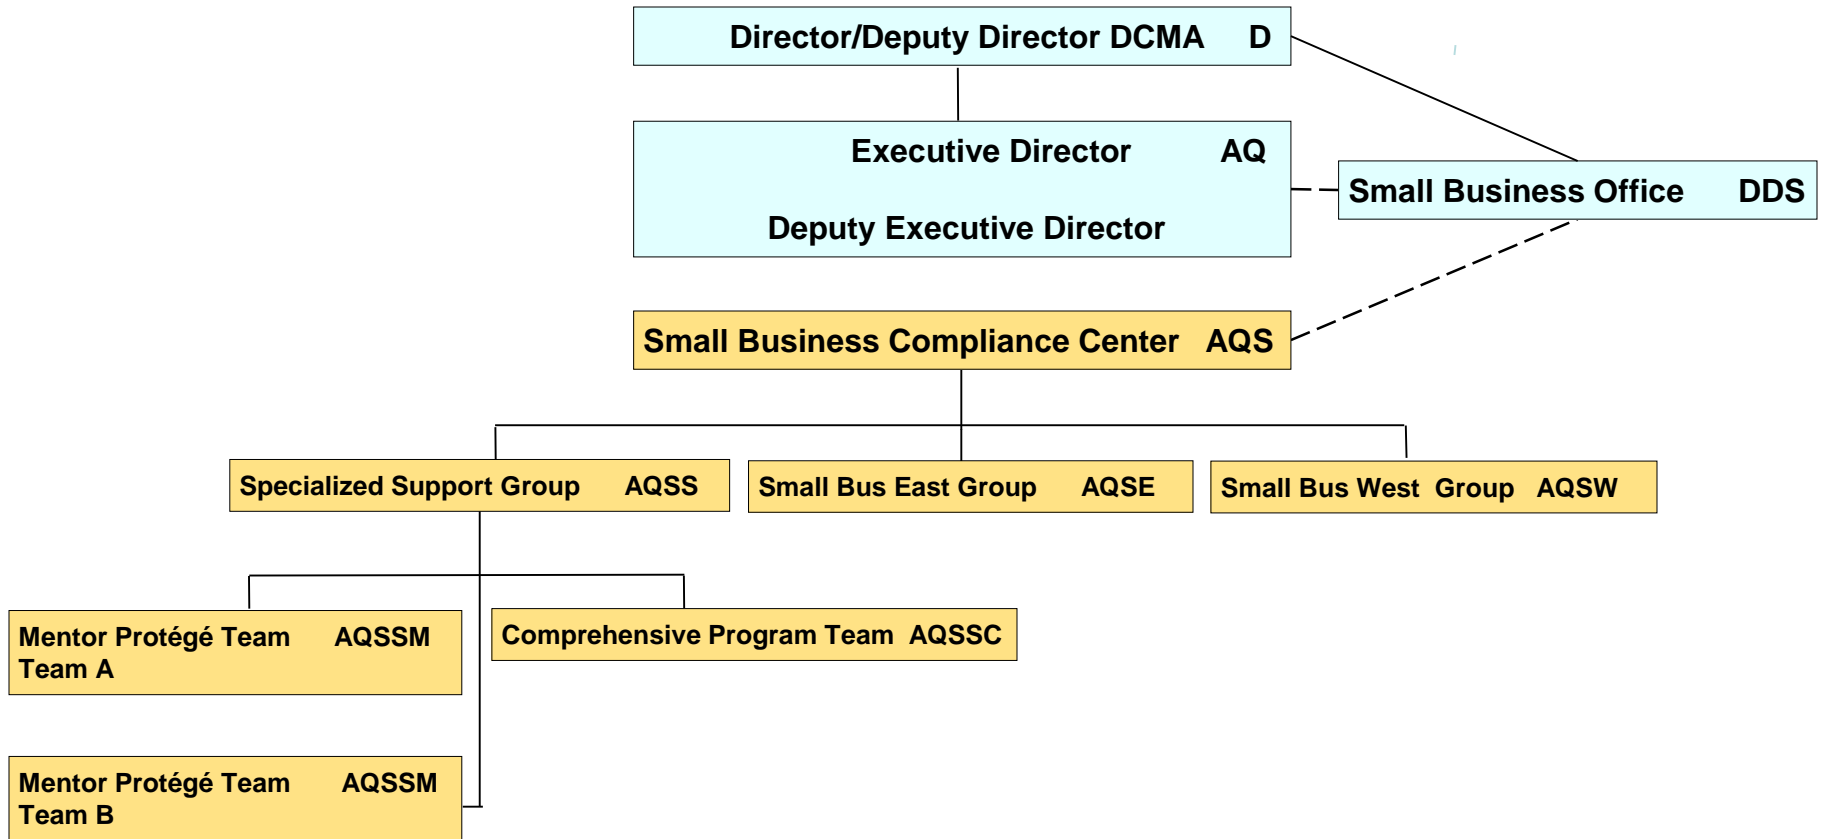 Director/Deputy Director DCMA D
Executive Director AQ
Deputy Executive Director
Small Business Office DDS
Small Business Compliance Center AQS
Specialized Support Group AQSS
Small Bus East Group AQSE
Small Bus West Group AQSW
Mentor Protégé Team AQSSM
Team A
Comprehensive Program Team AQSSC
Mentor Protégé Team AQSSM
Team B